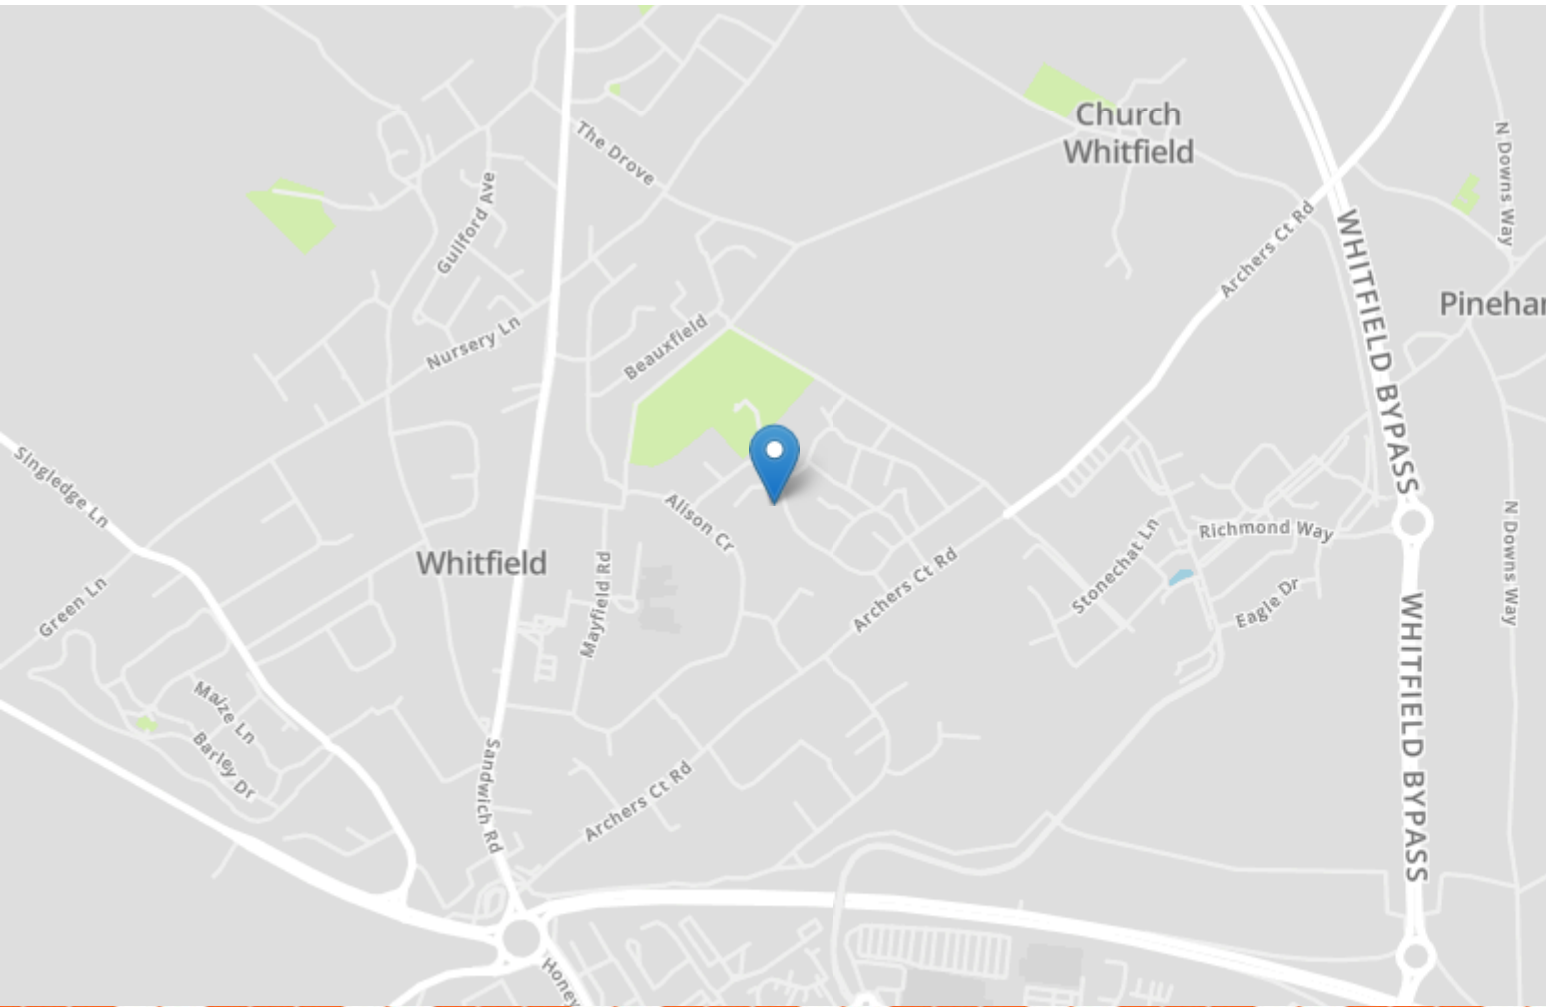 Church
Whitfield
The Drove
N Downs Way
Guilford Ave
Archers Ct Rd
WHITFIELD BYPASS
Nursery Ln
Beauxfield
Singledge Ln
Alison Cr
Richmond Way
Stonechat Ln
N Downs Way
Whitfield
Mayfield Rd
Archers Ct Rd
Green Ln
Eagle Dr
WHITFIELD BYPASS
Maize Ln
Barley Dr
Sandwich Rd
Archers Ct Rd
Honey